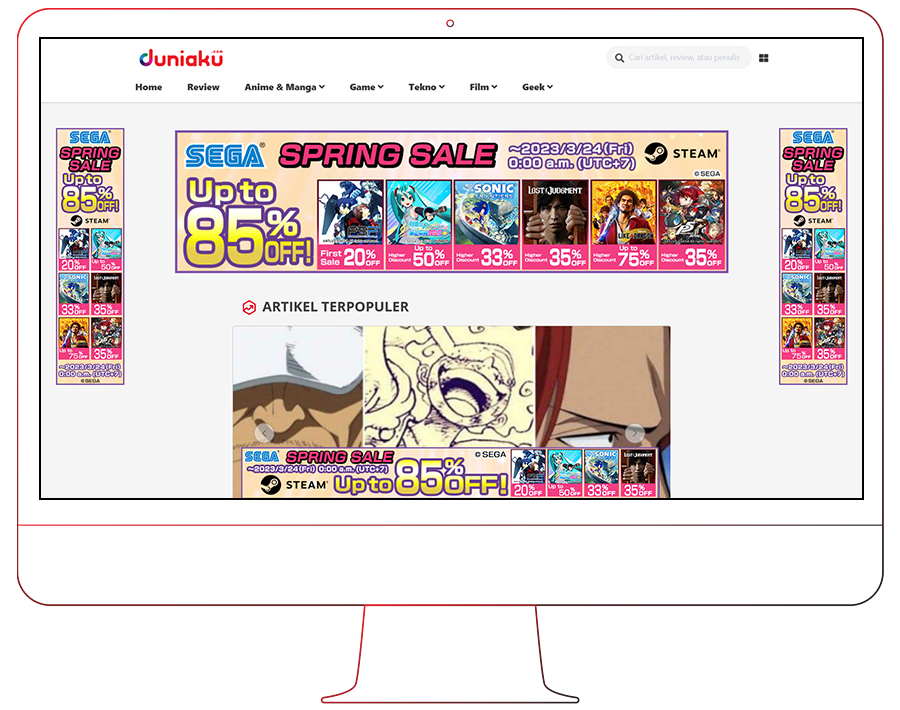 duniaku.com
Cari artikel, review, atau penulis
Home Review Anime & Manga Game Tekno Film Geek
SEGA
SPRING SALE
Up to
85% OFF!
STEAM
20% OFF
Up to 50% OFF
33% OFF
35% OFF
Up to 75% OFF
35% OFF
~2023/3/24(Fri)
0:00 a.m. (UTC+7)
©SEGA
SEGA SPRING SALE
~2023/3/24(Fri)
0:00 a.m. (UTC+7)
STEAM
©SEGA
Up to
85% OFF!
SONIC
LOST JUDGMENT
LIKE A DRAGON
First Sale 20% OFF
Higher Discount Up to 50% OFF
Higher Discount 33% OFF
Higher Discount 35% OFF
Higher Discount Up to 75% OFF
Higher Discount 35% OFF
SEGA
SPRING SALE
Up to
85% OFF!
STEAM
20% OFF
Up to 50% OFF
33% OFF
35% OFF
Up to 75% OFF
35% OFF
~2023/3/24(Fri)
0:00 a.m. (UTC+7)
©SEGA
ARTIKEL TERPOPULER
SEGA SPRING SALE
~2023/3/24(Fri) 0:00 a.m. (UTC+7)
STEAM
Up to 85% OFF!
©SEGA
SONIC
LOST JUDGMENT
20% OFF
Up to 50% OFF
33% OFF
35% OFF